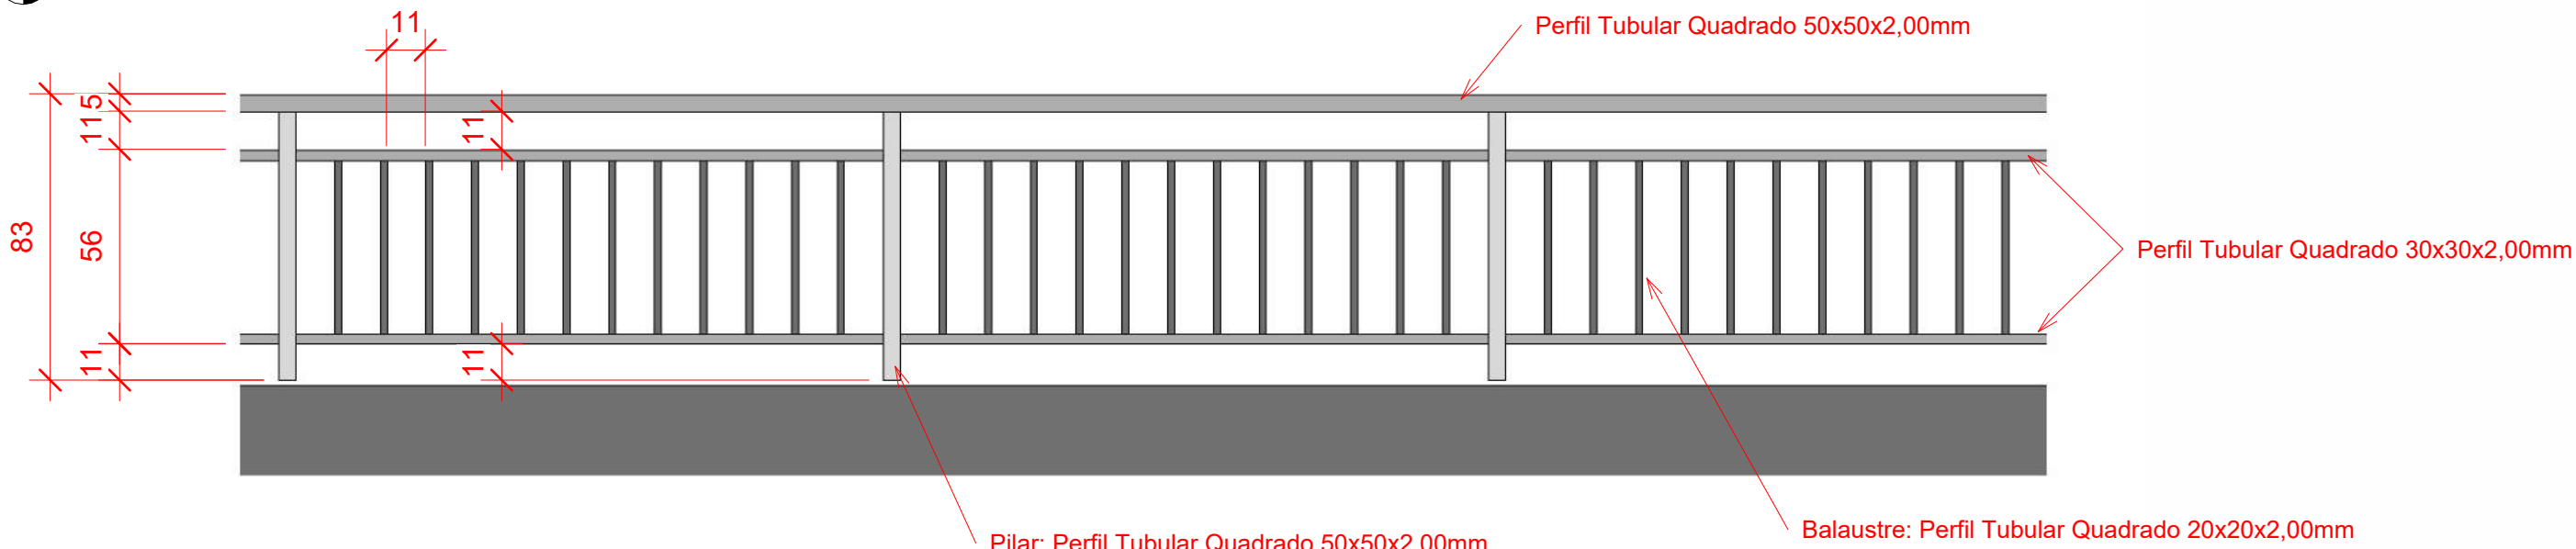 11
Perfil Tubular Quadrado 50x50x2,00mm
5
11
11
83
56
Perfil Tubular Quadrado 30x30x2,00mm
11
11
Balaustre: Perfil Tubular Quadrado 20x20x2,00mm
Pilar: Perfil Tubular Quadrado 50x50x2,00mm